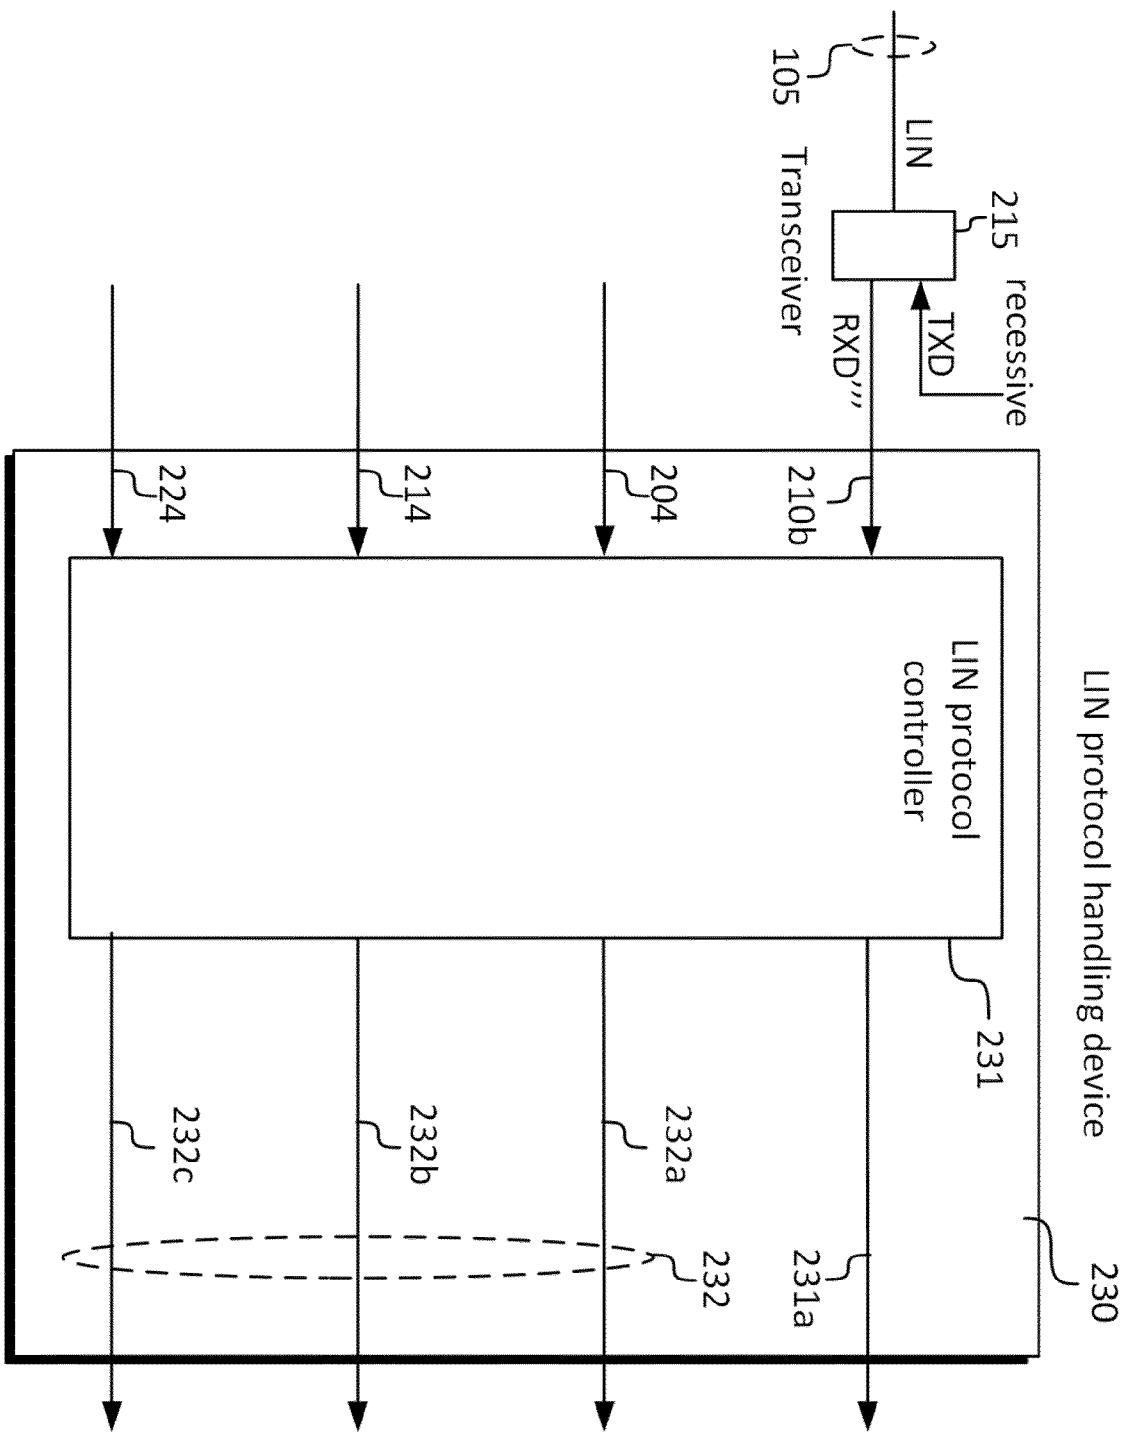 LIN protocol handling device
230
215
recessive
TXD
LIN
105
Transceiver
RXD’’’
210b
204
214
224
LIN protocol
controller
231
231a
232a
232
232b
232c